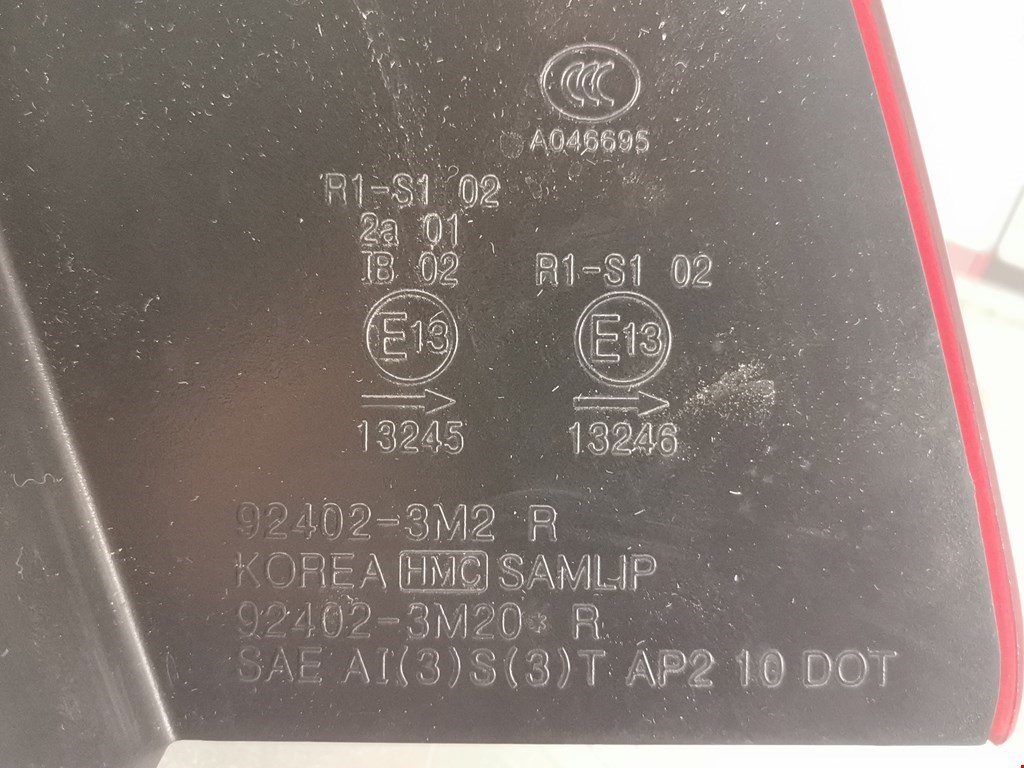 CCC
A046695
R1-S1 02
2a 01
IB 02
E13
→
13245
R1-S1 02
E13
→
13246
92402-3M2 R
KOREA HMC SAMLIP
92402-3M20* R
SAE AI(3)S(3)T AP2 10 DOT